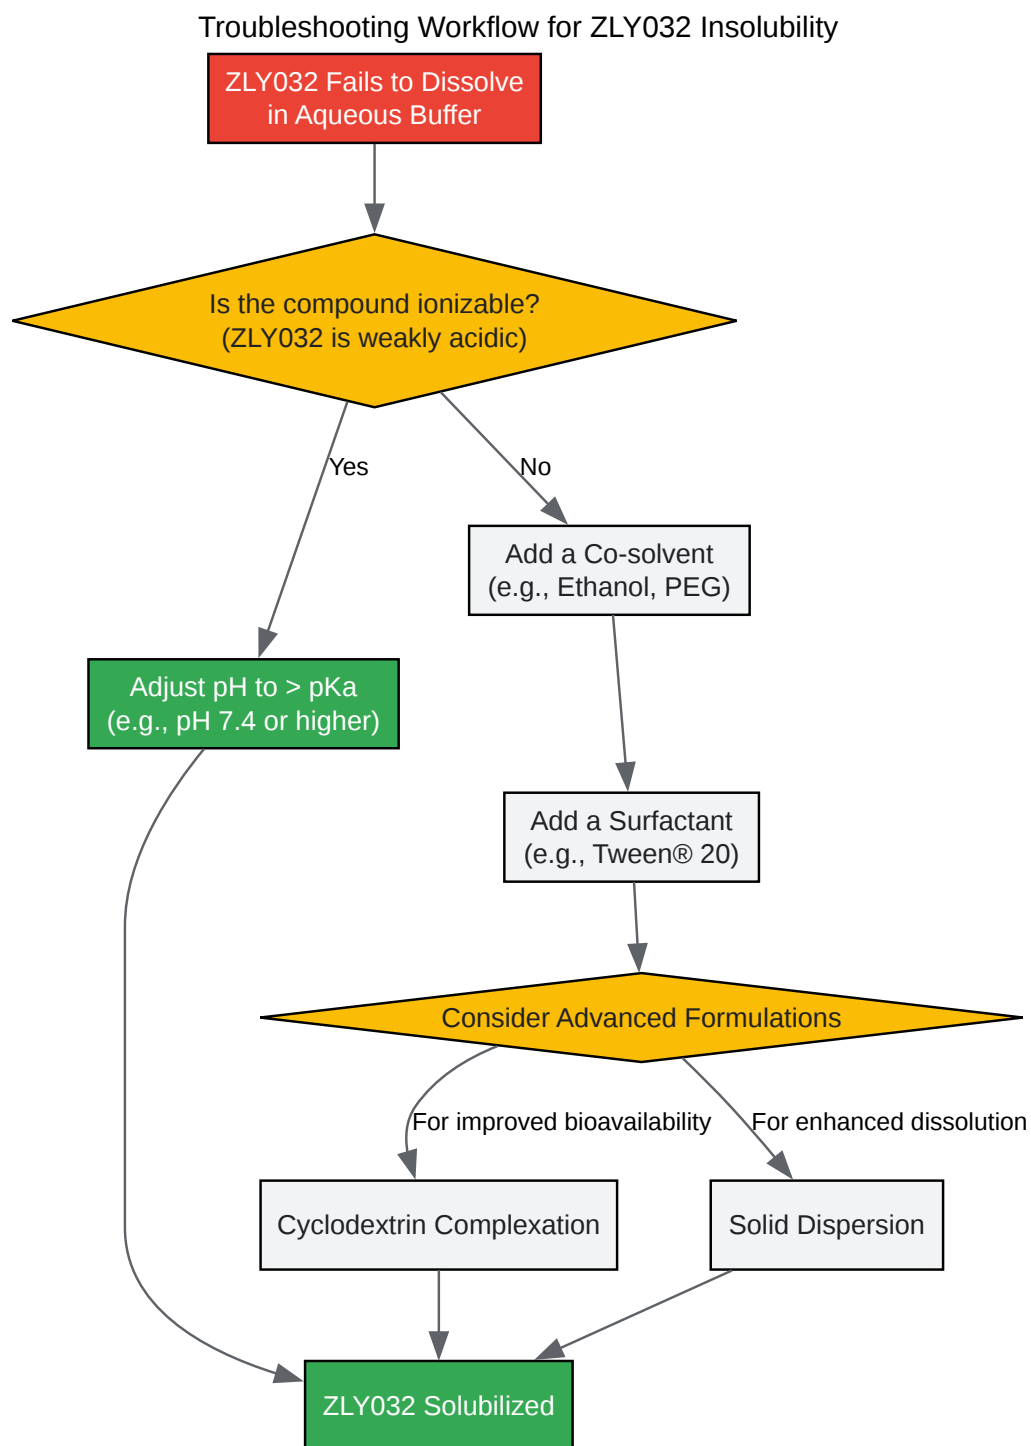 Troubleshooting Workflow for ZLY032 Insolubility
ZLY032 Fails to Dissolve
in Aqueous Buffer
Is the compound ionizable?
(ZLY032 is weakly acidic)
Yes
No
Add a Co-solvent
(e.g., Ethanol, PEG)
Adjust pH to > pKa
(e.g., pH 7.4 or higher)
Add a Surfactant
(e.g., Tween® 20)
Consider Advanced Formulations
For improved bioavailability
For enhanced dissolution
Cyclodextrin Complexation
Solid Dispersion
ZLY032 Solubilized